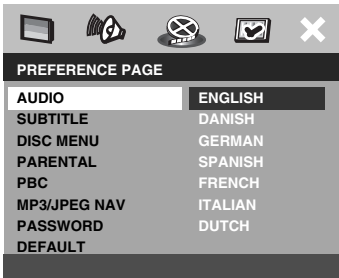 PREFERENCE PAGE
AUDIO ENGLISH
SUBTITLE DANISH
DISC MENU GERMAN
PARENTAL SPANISH
PBC FRENCH
MP3/JPEG NAV ITALIAN
PASSWORD DUTCH
DEFAULT